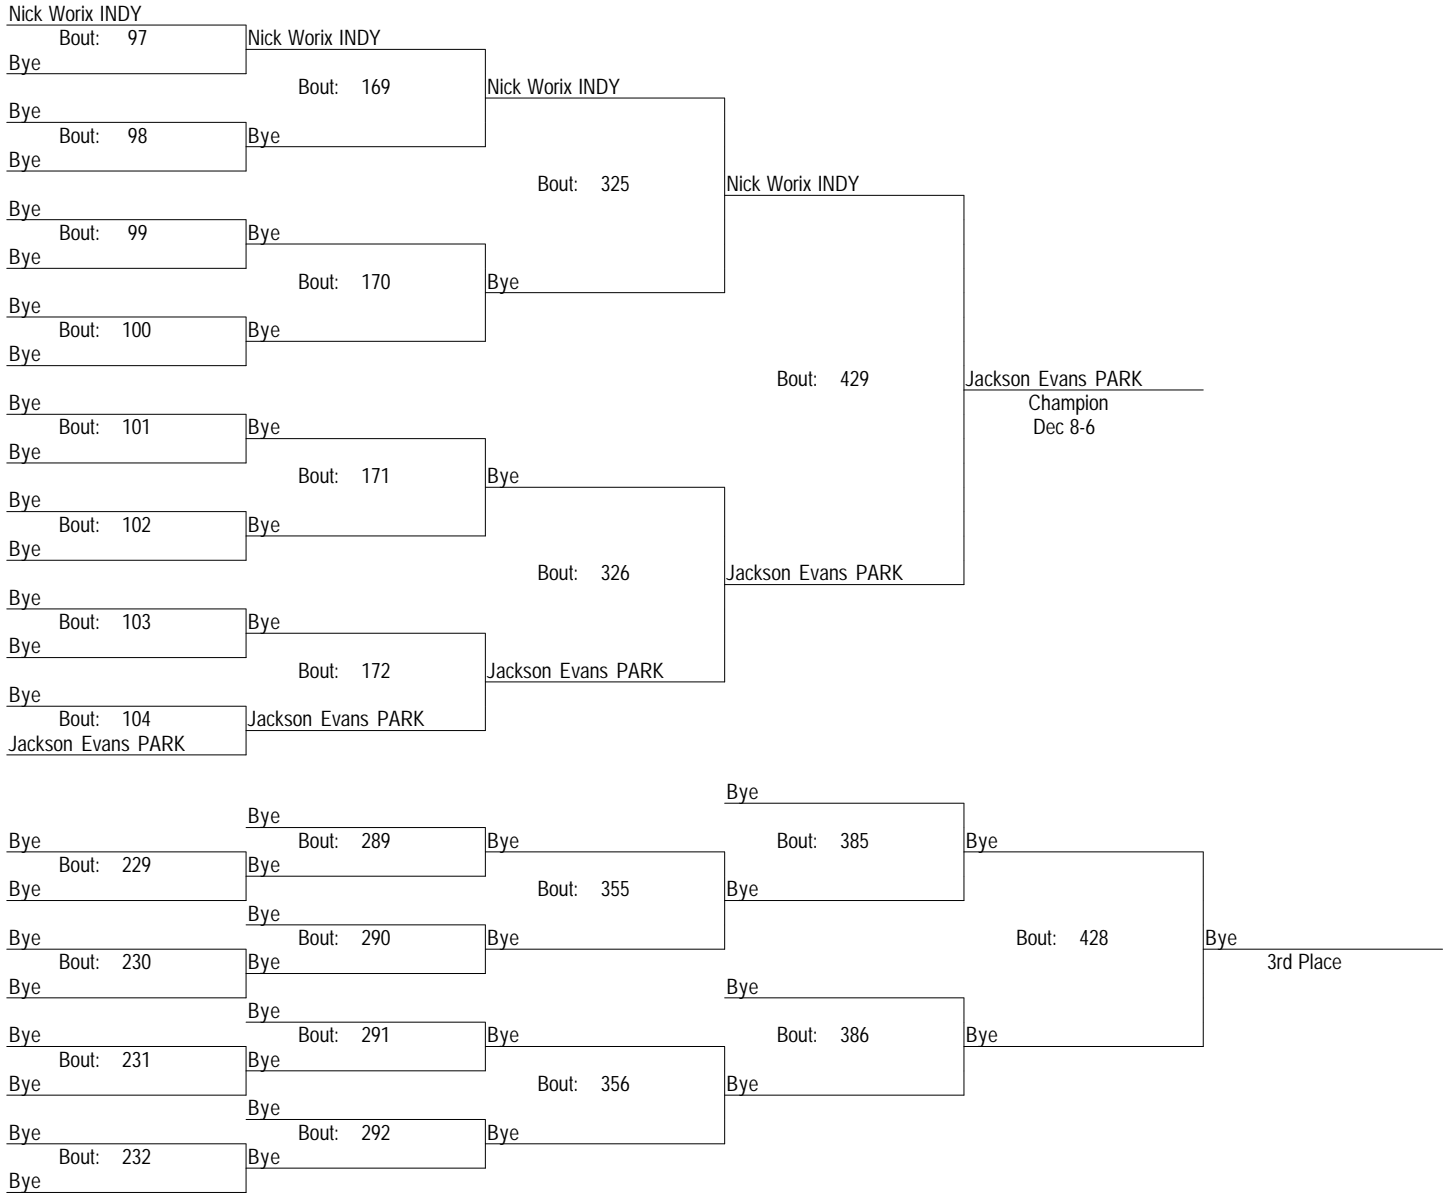 Nick Worix INDY
Bout: 97
Nick Worix INDY
Bye
Bout: 169
Nick Worix INDY
Bye
Bout: 98
Bye
Bye
Bout: 325
Nick Worix INDY
Bye
Bout: 99
Bye
Bye
Bout: 170
Bye
Bye
Bout: 100
Bye
Bye
Bout: 429
Jackson Evans PARK
Champion
Dec 8-6
Bye
Bout: 101
Bye
Bye
Bout: 171
Bye
Bye
Bout: 102
Bye
Bye
Bout: 326
Jackson Evans PARK
Bye
Bout: 103
Bye
Bye
Bout: 172
Jackson Evans PARK
Bye
Bout: 104
Jackson Evans PARK
Jackson Evans PARK
Bye
Bye
Bye
Bout: 289
Bye
Bout: 385
Bye
Bout: 229
Bye
Bye
Bout: 355
Bye
Bye
Bye
Bout: 290
Bye
Bout: 428
Bye
3rd Place
Bout: 230
Bye
Bye
Bye
Bye
Bye
Bout: 291
Bye
Bout: 386
Bye
Bout: 231
Bye
Bye
Bout: 356
Bye
Bye
Bye
Bout: 292
Bye
Bout: 232
Bye
Bye